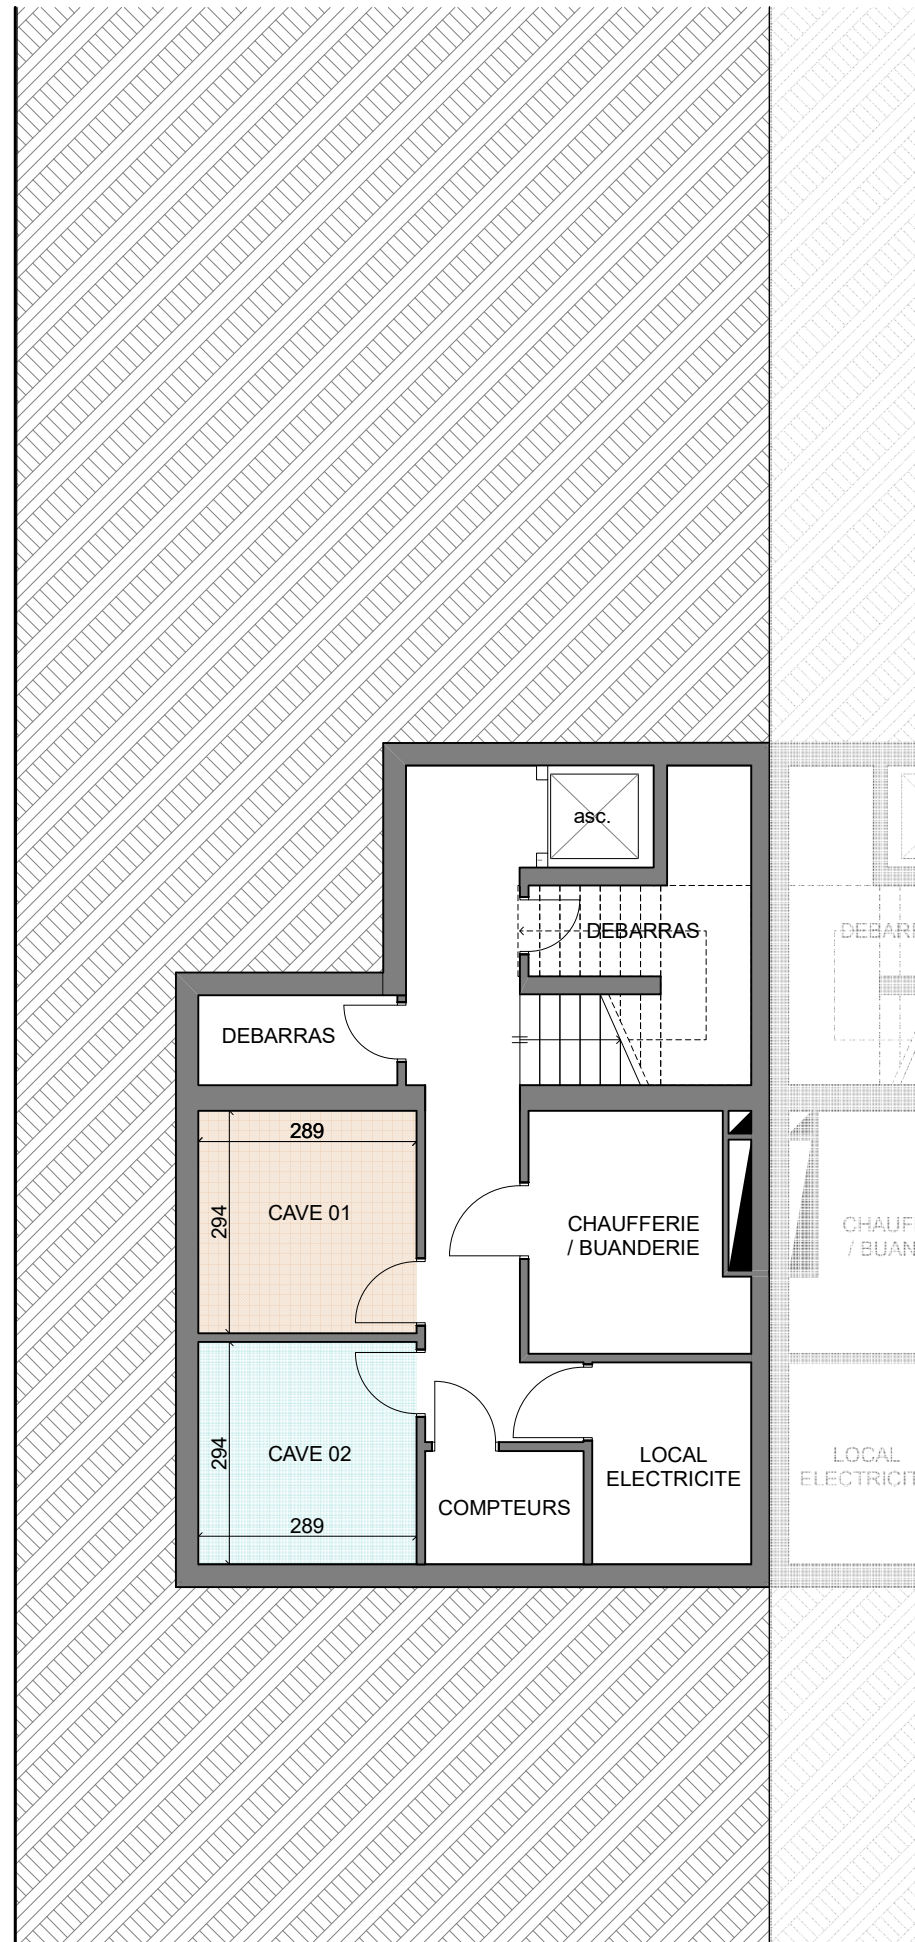 asc.
DEBARRAS
DEBARR
DEBARRAS
289
294
CAVE 01
CHAUFFERIE
/ BUANDERIE
CHAUF
/ BUAN
294
CAVE 02
289
LOCAL
ELECTRICITE
LOCAL
ELECTRICIT
COMPTEURS